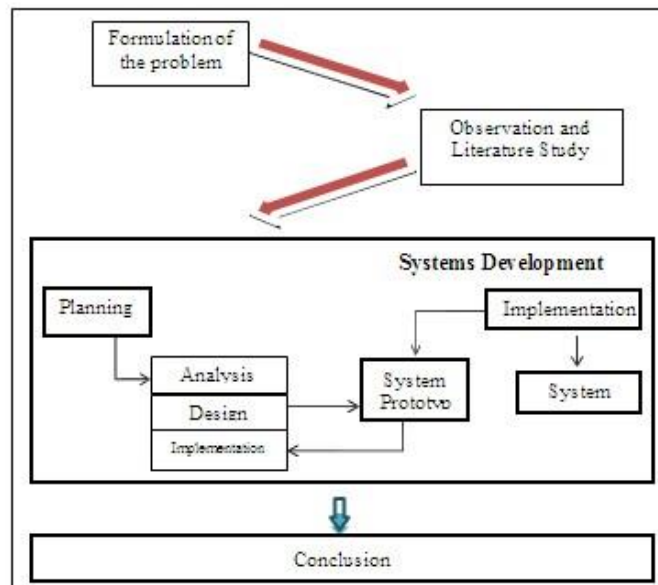 Formulation of
the problem
Observation and
Literature Study
Systems Development
Planning
Implementation
Analysis
Design
Implementation
System
Prototyp
System
Conclusion